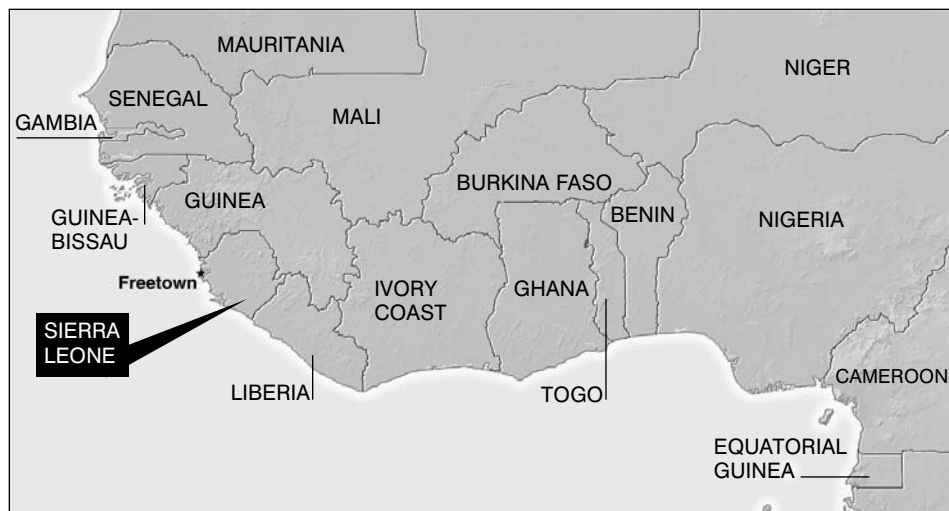 MAURITANIA
NIGER
SENEGAL
MALI
GAMBIA
BURKINA FASO
GUINEA
BENIN
NIGERIA
GUINEA-
BISSAU
Freetown
IVORY
COAST
GHANA
SIERRA
LEONE
LIBERIA
TOGO
CAMEROON
EQUATORIAL
GUINEA